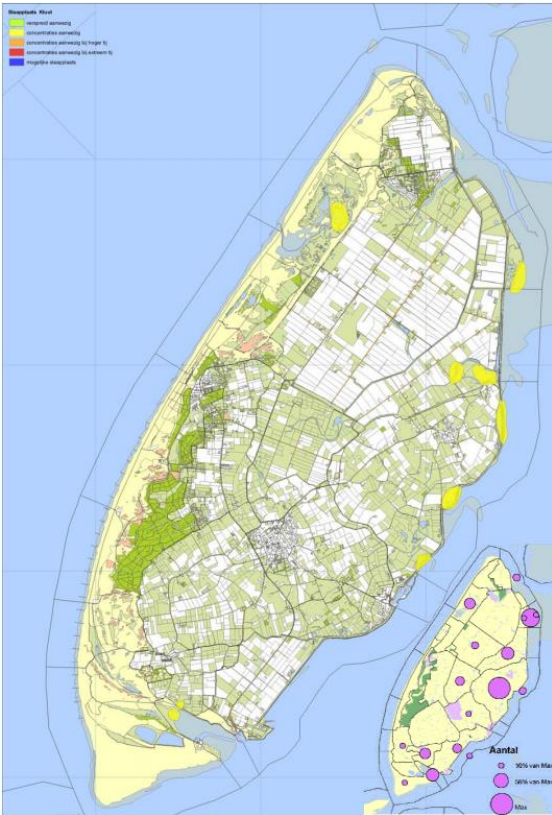 Slaapplaats Kluut
verspreid aanwezig
concentraties aanwezig
concentraties aanwezig bij hoger tij
concentraties aanwezig bij extreem tij
mogelijke slaapplaats
Aantal
50% van Max
Max